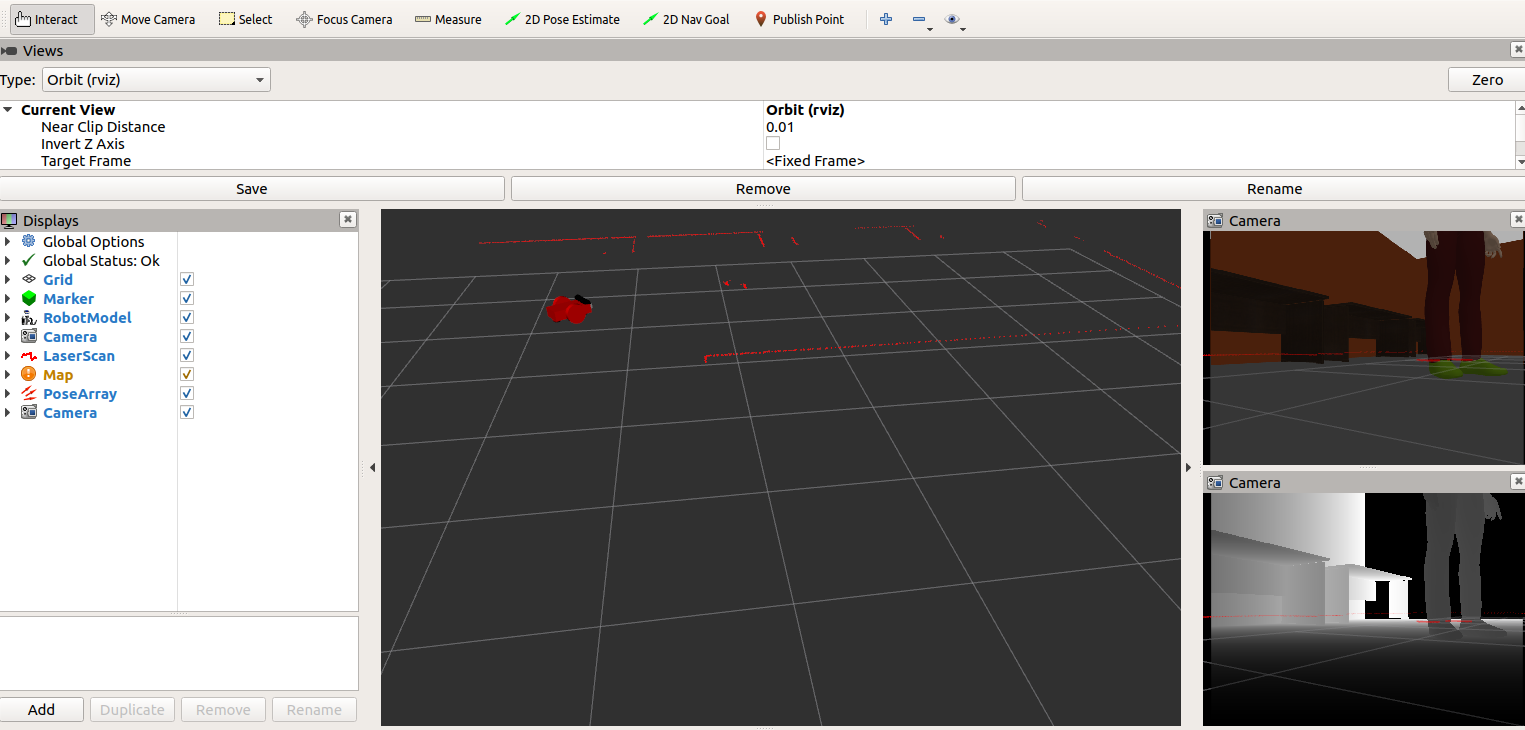 Interact Move Camera Select Focus Camera Measure 2D Pose Estimate 2D Nav Goal Publish Point
Views
Type: Orbit (rviz) Zero
Current View Orbit (rviz)
Near Clip Distance 0.01
Invert Z Axis
Target Frame <Fixed Frame>
Save Remove Rename
Displays
Global Options
Global Status: Ok
Grid
Marker
RobotModel
Camera
LaserScan
Map
PoseArray
Camera
Add Duplicate Remove Rename
Camera
Camera